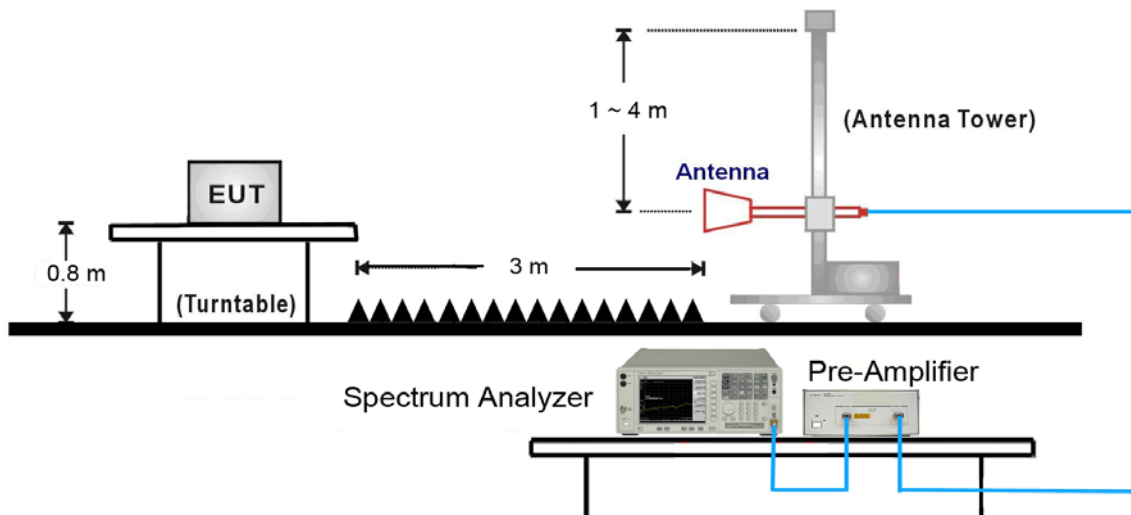 1 ~ 4 m
(Antenna Tower)
Antenna
EUT
0.8 m
3 m
(Turntable)
Spectrum Analyzer
Pre-Amplifier